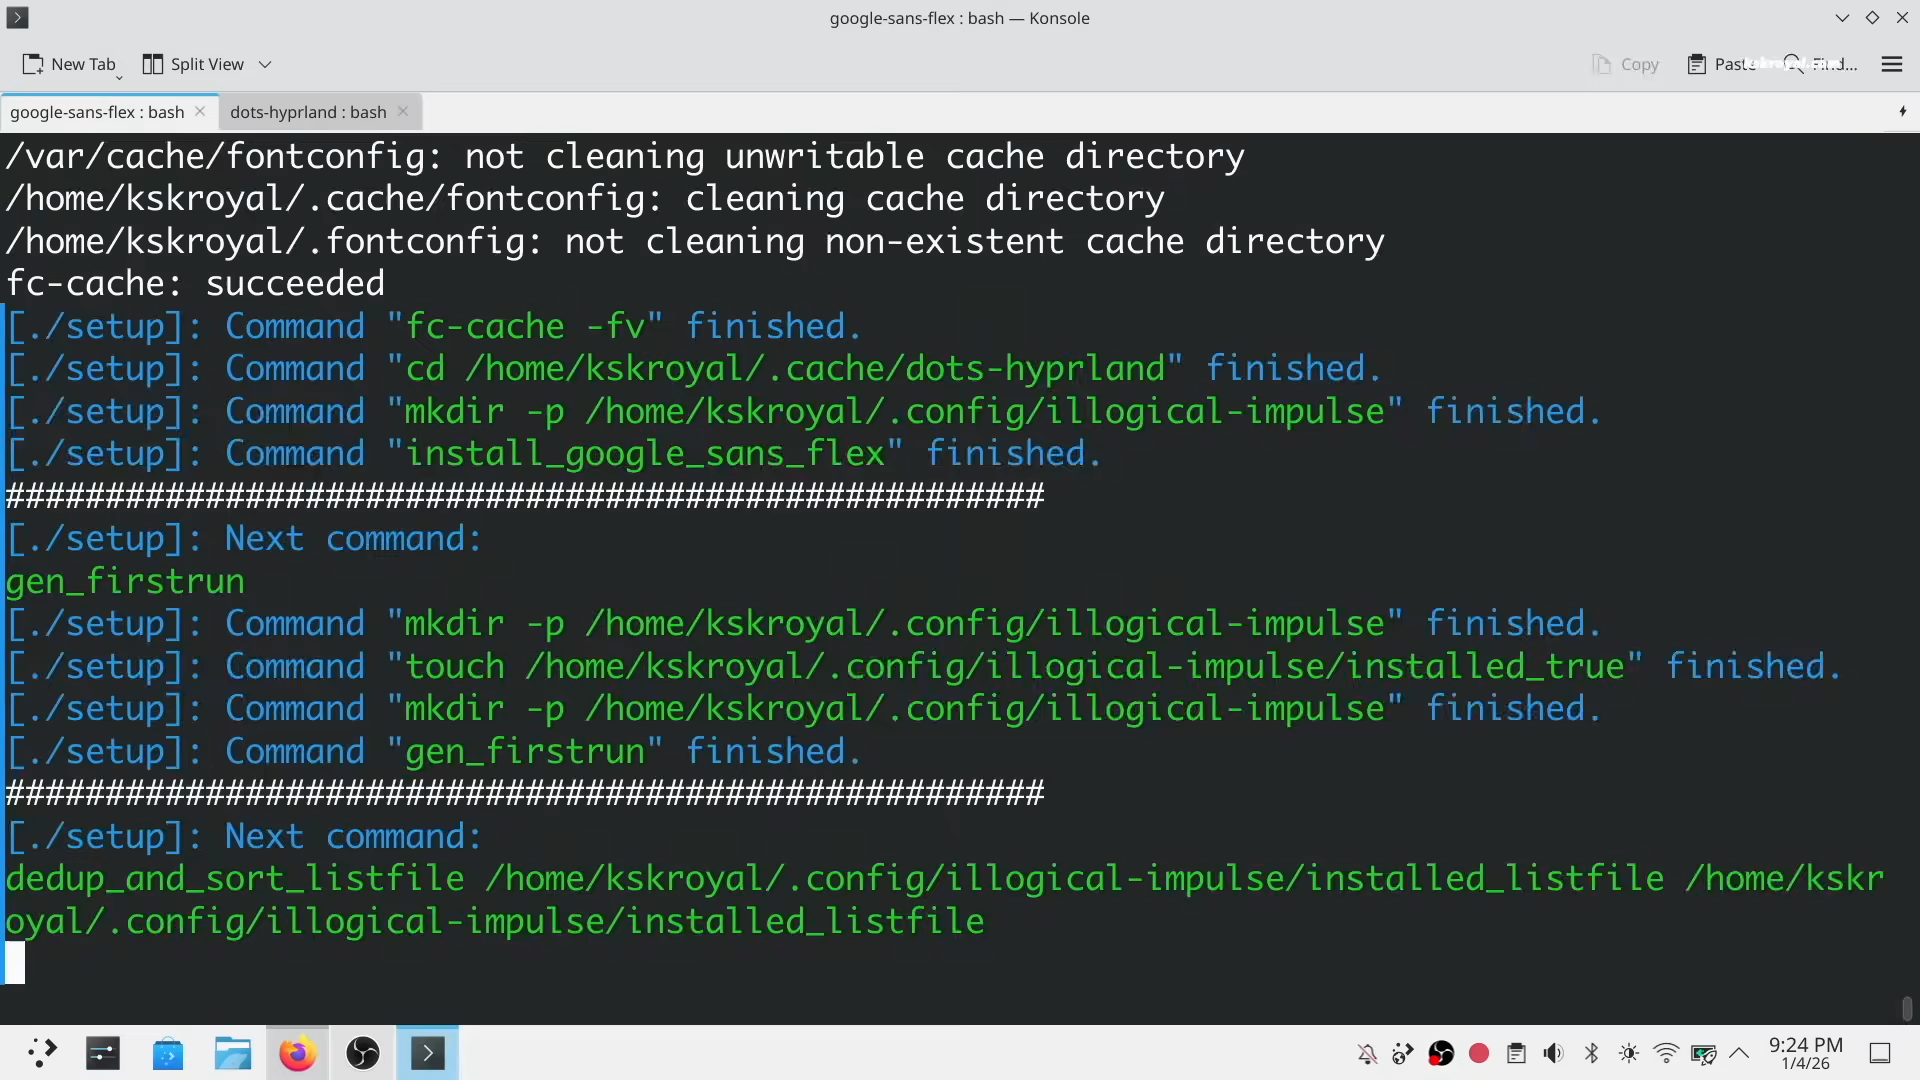 google-sans-flex : bash — Konsole
New Tab
Split View
Copy
Paste
Find...
kskroyal.com
google-sans-flex : bash
dots-hyprland : bash
/var/cache/fontconfig: not cleaning unwritable cache directory
/home/kskroyal/.cache/fontconfig: cleaning cache directory
/home/kskroyal/.fontconfig: not cleaning non-existent cache directory
fc-cache: succeeded
[./setup]: Command "fc-cache -fv" finished.
[./setup]: Command "cd /home/kskroyal/.cache/dots-hyprland" finished.
[./setup]: Command "mkdir -p /home/kskroyal/.config/illogical-impulse" finished.
[./setup]: Command "install_google_sans_flex" finished.
####################################################
[./setup]: Next command:
gen_firstrun
[./setup]: Command "mkdir -p /home/kskroyal/.config/illogical-impulse" finished.
[./setup]: Command "touch /home/kskroyal/.config/illogical-impulse/installed_true" finished.
[./setup]: Command "mkdir -p /home/kskroyal/.config/illogical-impulse" finished.
[./setup]: Command "gen_firstrun" finished.
####################################################
[./setup]: Next command:
dedup_and_sort_listfile /home/kskroyal/.config/illogical-impulse/installed_listfile /home/kskr
oyal/.config/illogical-impulse/installed_listfile
9:24 PM
1/4/26